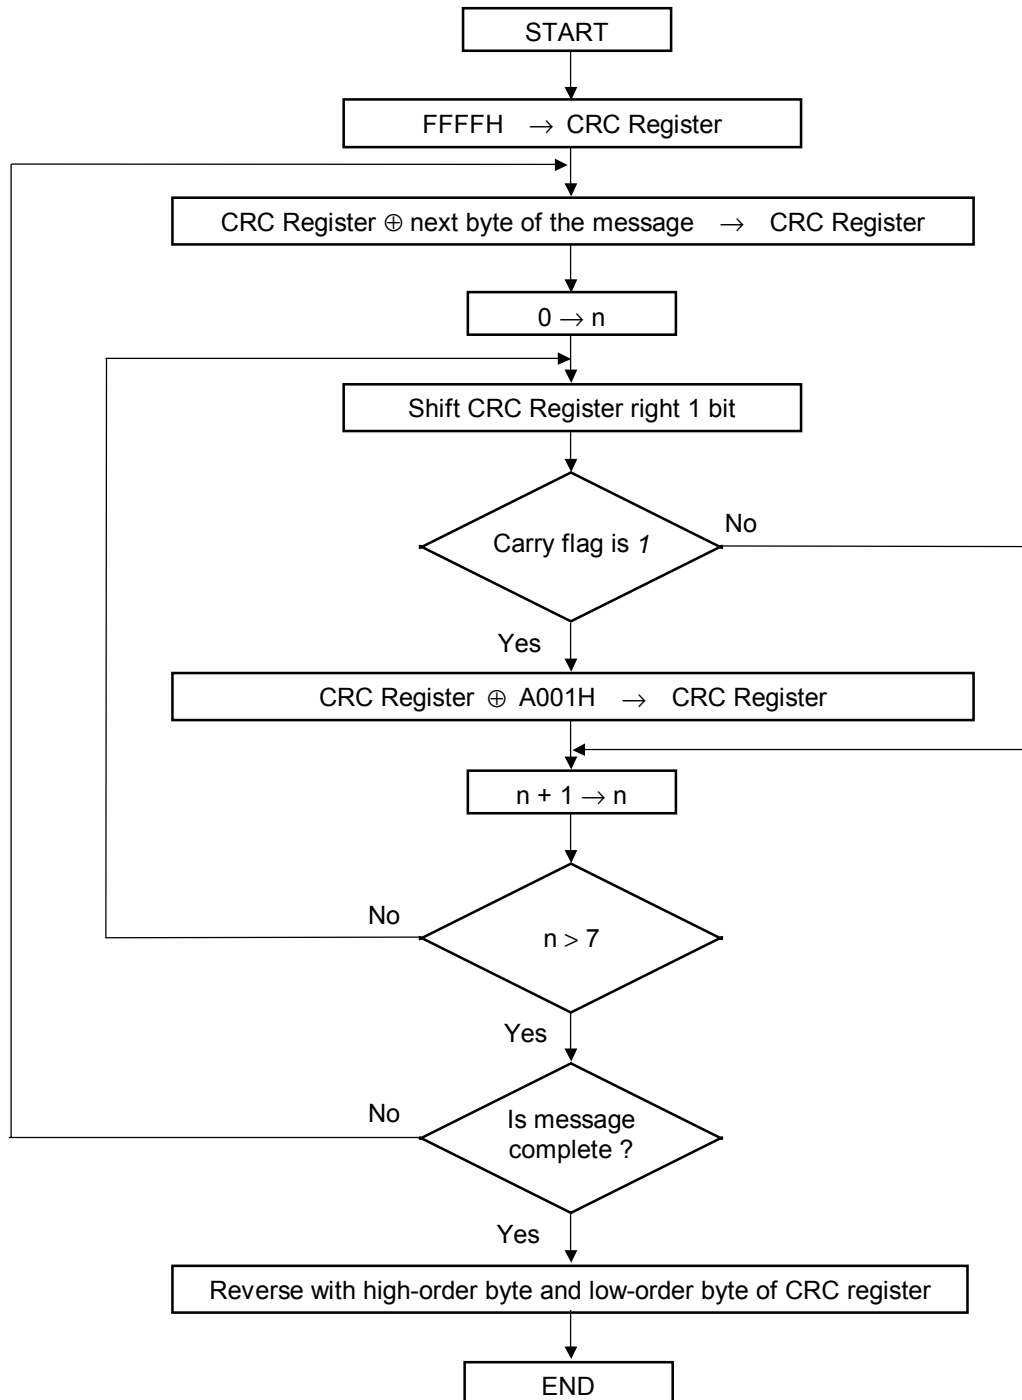 START
FFFFH → CRC Register
CRC Register ⊕ next byte of the message → CRC Register
0 → n
Shift CRC Register right 1 bit
Carry flag is 1
No
Yes
CRC Register ⊕ A001H → CRC Register
n + 1 → n
No
n > 7
Yes
No
Is message
complete ?
Yes
Reverse with high-order byte and low-order byte of CRC register
END